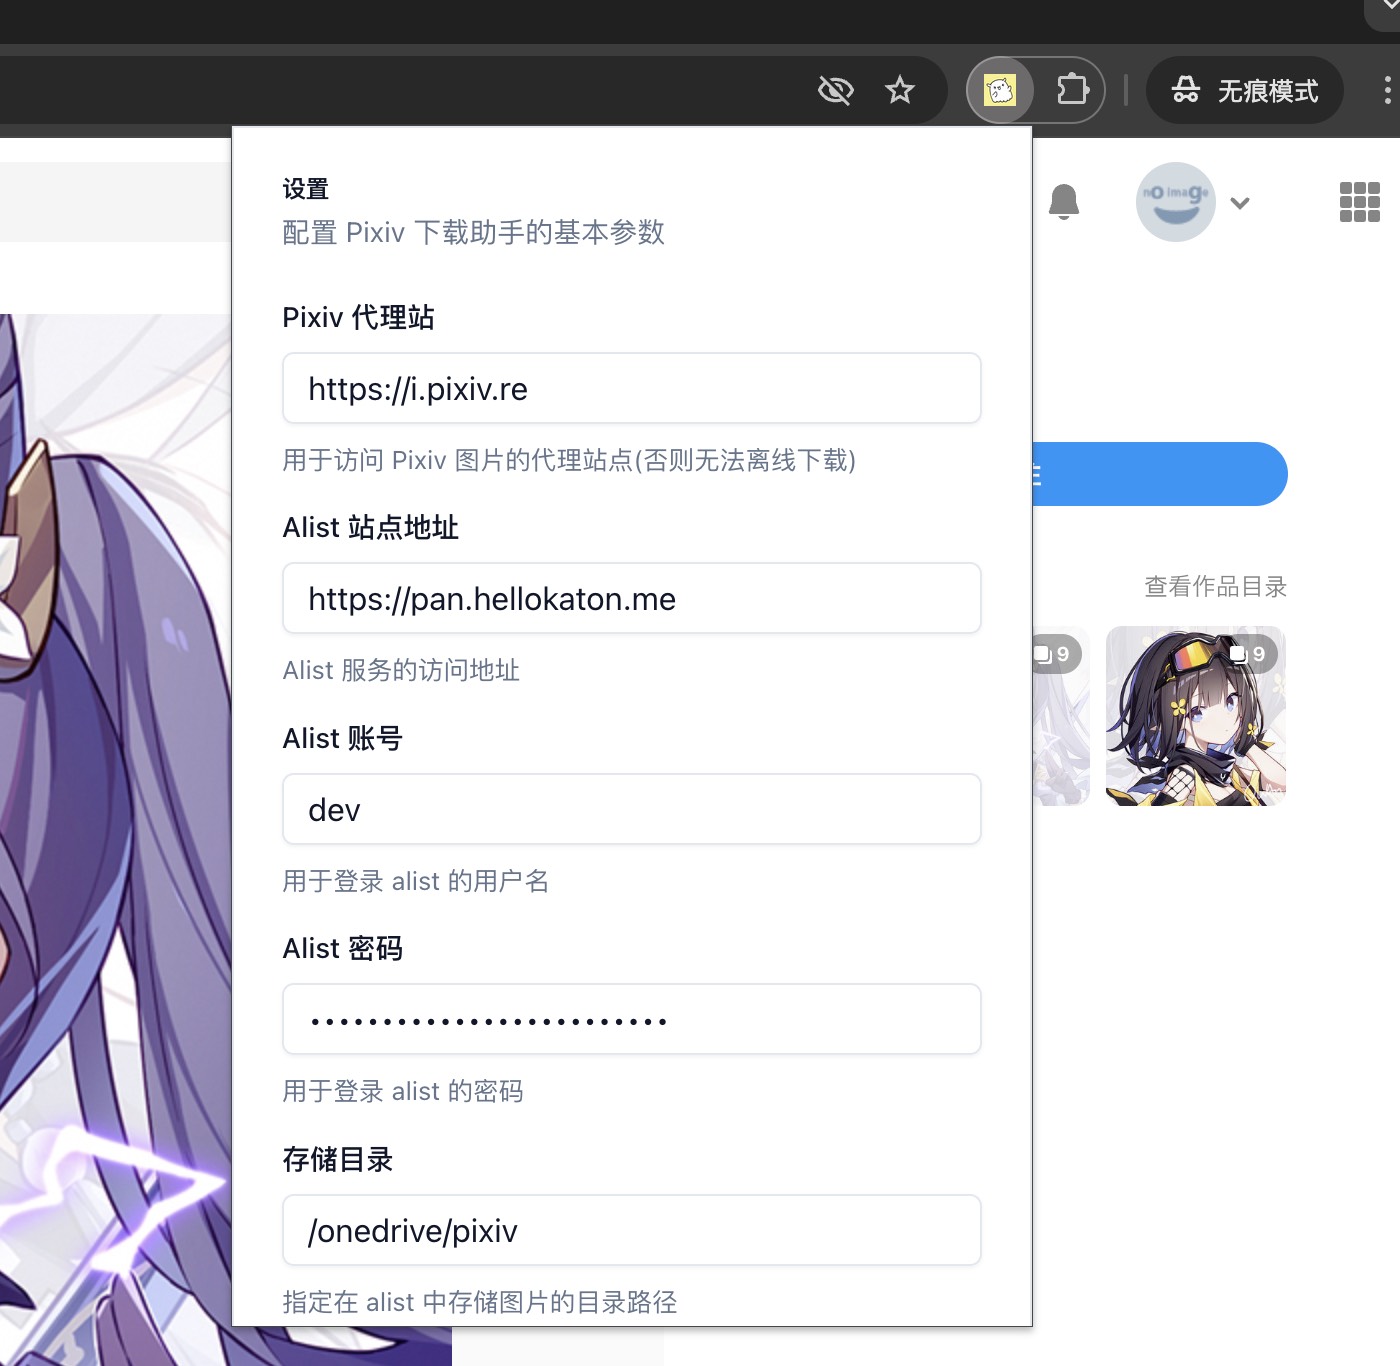 无痕模式
no image
设置
配置 Pixiv 下载助手的基本参数
Pixiv 代理站
https://i.pixiv.re
用于访问 Pixiv 图片的代理站点(否则无法离线下载)
Alist 站点地址
https://pan.hellokaton.me
Alist 服务的访问地址
Alist 账号
dev
用于登录 alist 的用户名
Alist 密码
•••••••••••••••••••••••••
用于登录 alist 的密码
存储目录
/onedrive/pixiv
指定在 alist 中存储图片的目录路径
查看作品目录
9
9